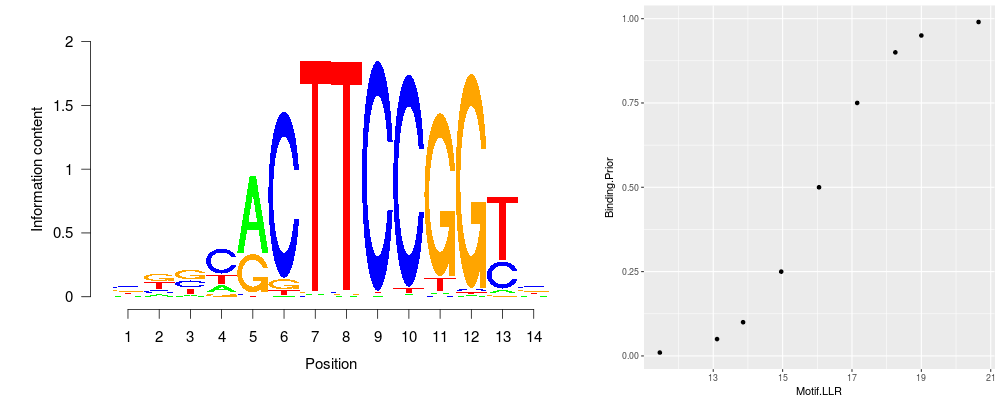 2
1.5
1
0.5
0
Information content
A C T T C C G G T
C G G G C
1 2 3 4 5 6 7 8 9 10 11 12 13 14
Position
1.00
0.75
0.50
0.25
0.00
Binding.Prior
13 15 17 19 21
Motif.LLR